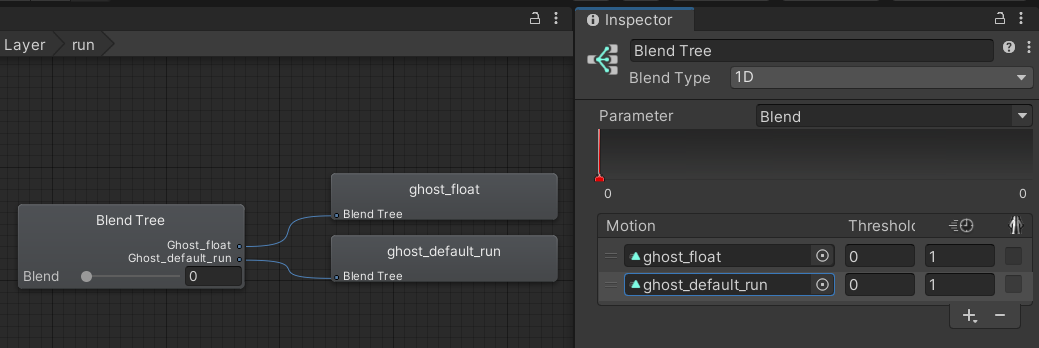 Layer
run
Blend Tree
Ghost_float
Ghost_default_run
Blend
0
ghost_float
Blend Tree
ghost_default_run
Blend Tree
Inspector
Blend Tree
Blend Type
1D
Parameter
Blend
0
0
Motion
Threshold
ghost_float
0
1
ghost_default_run
0
1